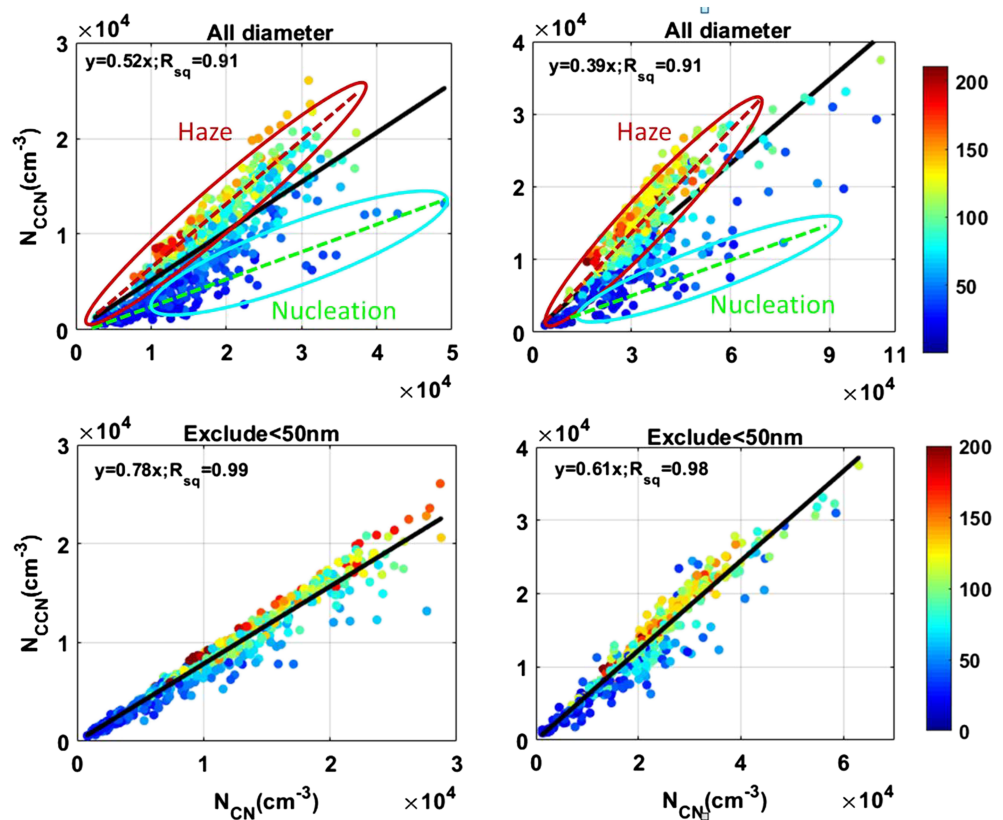 ×10⁴ All diameter
y=0.52x;R_sq=0.91
Haze
Nucleation
N_CCN(cm⁻³)
3
2
1
0
0 1 2 3 4 5
×10⁴
×10⁴ All diameter
y=0.39x;R_sq=0.91
Haze
Nucleation
4
3
2
1
0
0 3 6 9 11
×10⁴
200
150
100
50
×10⁴ Exclude<50nm
y=0.78x;R_sq=0.99
N_CCN(cm⁻³)
3
2
1
0
0 1 2 3
N_CN(cm⁻³) ×10⁴
×10⁴ Exclude<50nm
y=0.61x;R_sq=0.98
4
3
2
1
0
0 2 4 6
N_CN(cm⁻³) ×10⁴
200
150
100
50
0